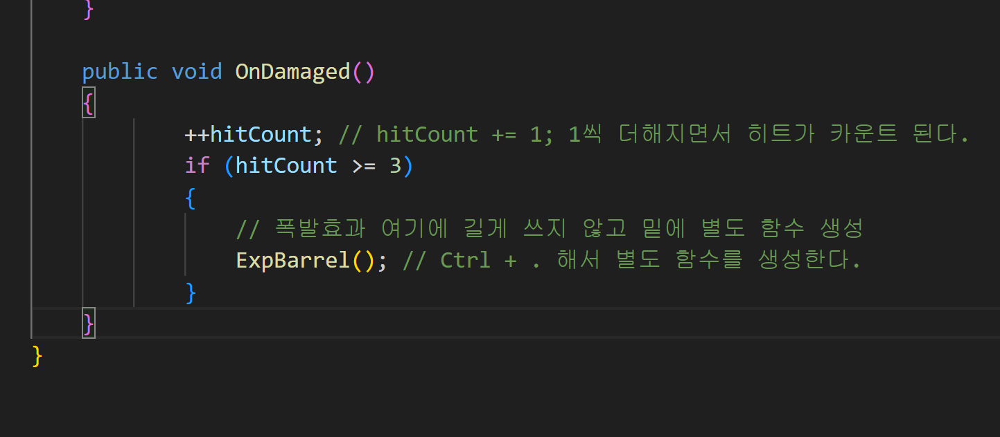 }
public void OnDamaged()
{
++hitCount; // hitCount += 1; 1씩 더해지면서 히트가 카운트 된다.
if (hitCount >= 3)
{
// 폭발효과 여기에 길게 쓰지 않고 밑에 별도 함수 생성
ExpBarrel(); // Ctrl + . 해서 별도 함수를 생성한다.
}
}
}